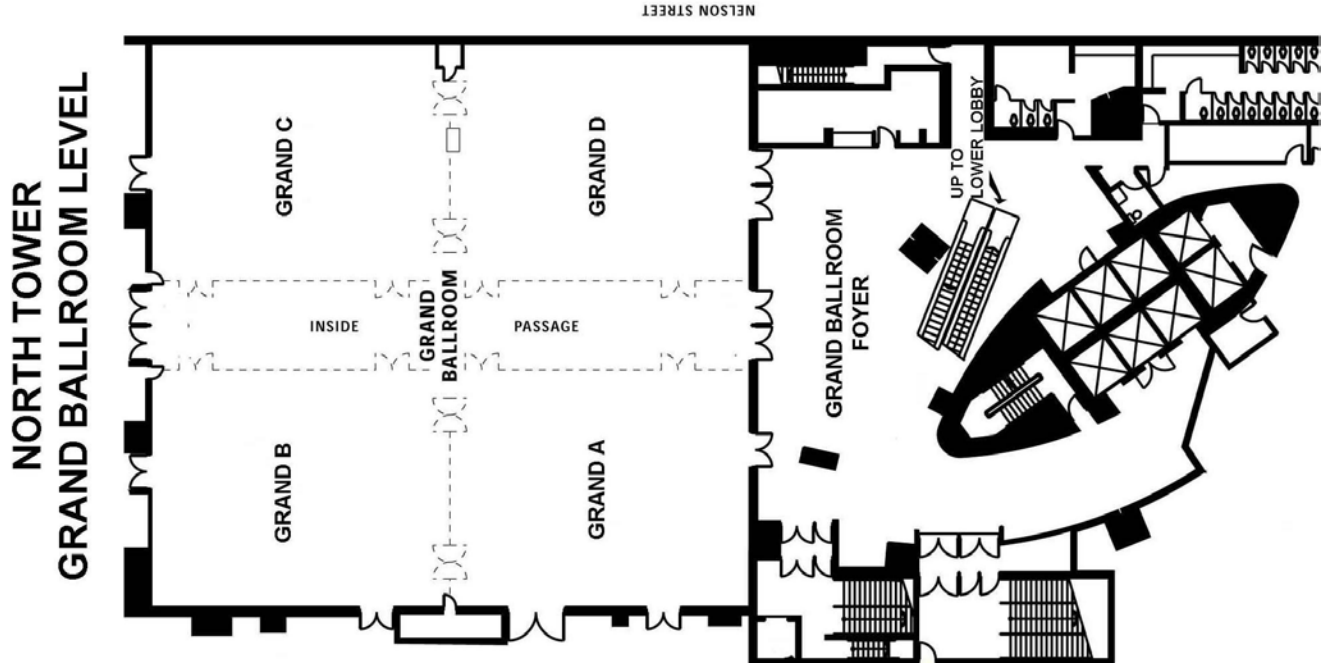 NELSON STREET
NORTH TOWER
GRAND BALLROOM LEVEL
GRAND C
GRAND D
UP TO
LOWER LOBBY
INSIDE
GRAND
BALLROOM
PASSAGE
GRAND BALLROOM
FOYER
GRAND B
GRAND A